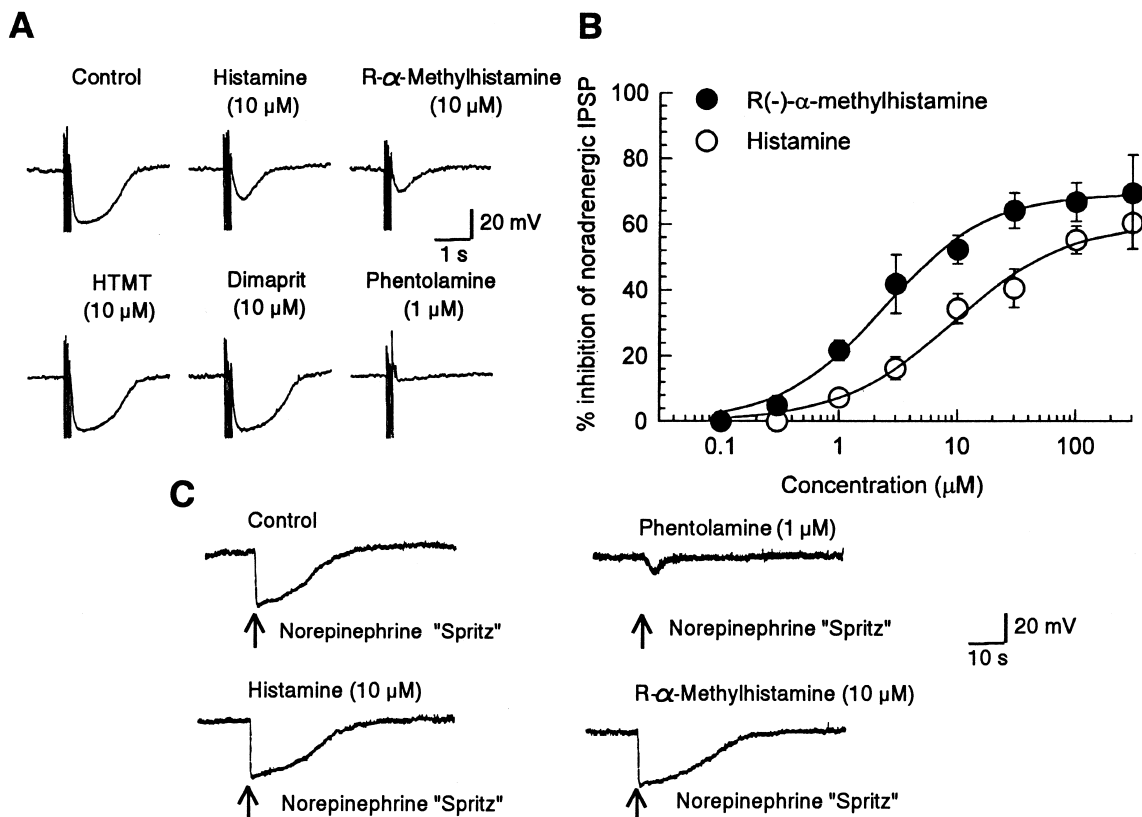 A
Control
Histamine
(10 µM)
R-α-Methylhistamine
(10 µM)
20 mV
1 s
HTMT
(10 µM)
Dimaprit
(10 µM)
Phentolamine
(1 µM)
B
% inhibition of noradrenergic IPSP
100
80
60
40
20
0
R(-)-α-methylhistamine
Histamine
0.1
1
10
100
Concentration (µM)
C
Control
Norepinephrine "Spritz"
Phentolamine (1 µM)
Norepinephrine "Spritz"
20 mV
10 s
Histamine (10 µM)
Norepinephrine "Spritz"
R-α-Methylhistamine (10 µM)
Norepinephrine "Spritz"